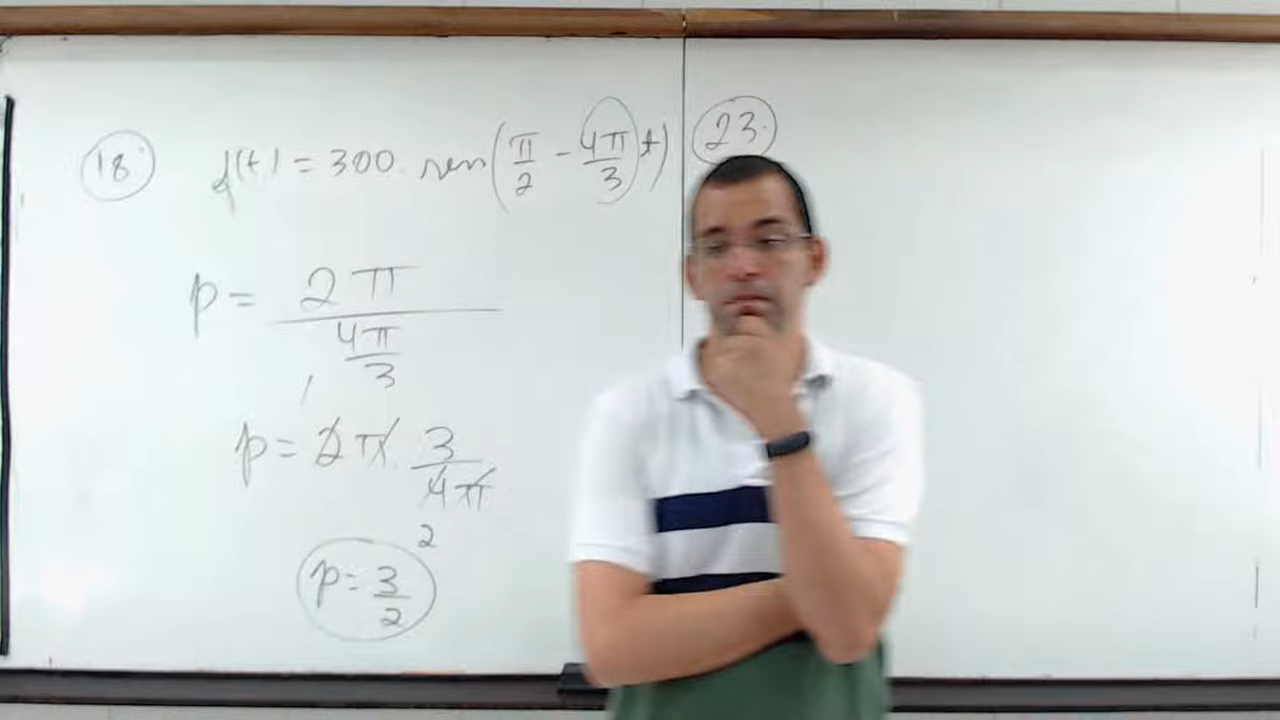 18. f(t) = 300. sen(π/2 - 4π/3 t)
p = 2π / 4π/3
p = 2π. 3/4π
2
p = 3/2
23.